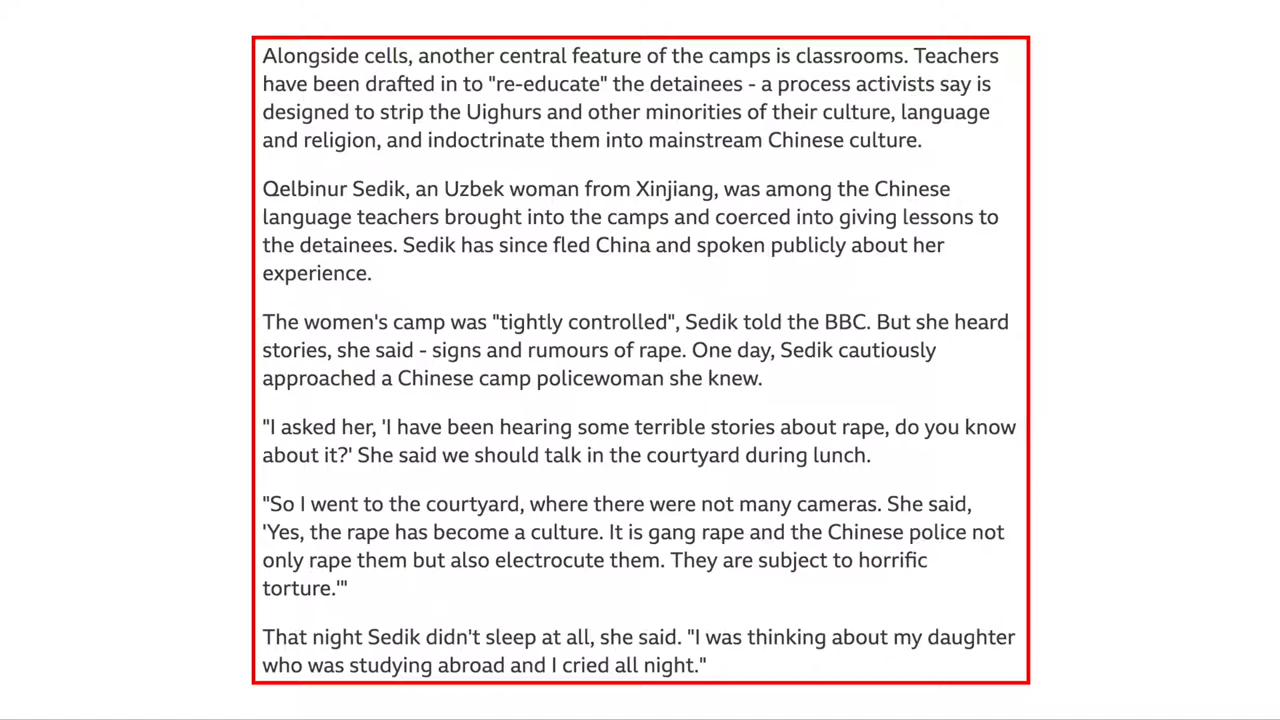 Alongside cells, another central feature of the camps is classrooms. Teachers
have been drafted in to "re-educate" the detainees - a process activists say is
designed to strip the Uighurs and other minorities of their culture, language
and religion, and indoctrinate them into mainstream Chinese culture.
Qelbinur Sedik, an Uzbek woman from Xinjiang, was among the Chinese
language teachers brought into the camps and coerced into giving lessons to
the detainees. Sedik has since fled China and spoken publicly about her
experience.
The women's camp was "tightly controlled", Sedik told the BBC. But she heard
stories, she said - signs and rumours of rape. One day, Sedik cautiously
approached a Chinese camp policewoman she knew.
"I asked her, 'I have been hearing some terrible stories about rape, do you know
about it?' She said we should talk in the courtyard during lunch.
"So I went to the courtyard, where there were not many cameras. She said,
'Yes, the rape has become a culture. It is gang rape and the Chinese police not
only rape them but also electrocute them. They are subject to horrific
torture.'"
That night Sedik didn't sleep at all, she said. "I was thinking about my daughter
who was studying abroad and I cried all night."